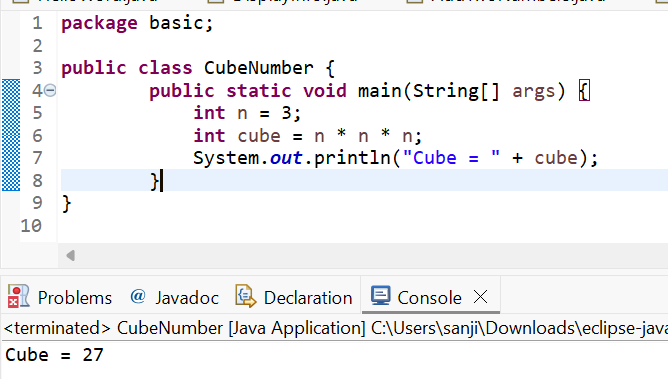 1 package basic;
2
3 public class CubeNumber {
4 public static void main(String[] args) {
5 int n = 3;
6 int cube = n * n * n;
7 System.out.println("Cube = " + cube);
8 }
9 }
10
Problems @ Javadoc Declaration Console
<terminated> CubeNumber [Java Application] C:\Users\sanji\Downloads\eclipse-java
Cube = 27